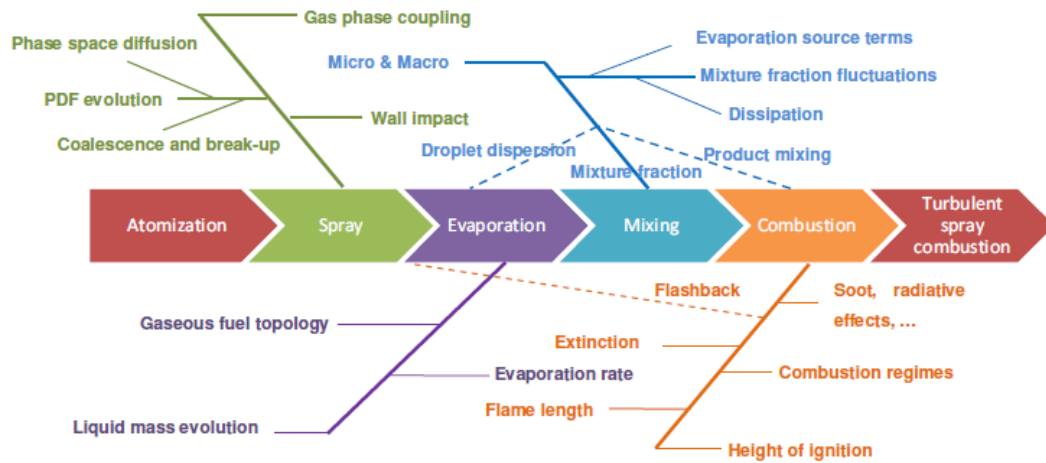 Gas phase coupling
Phase space diffusion
PDF evolution
Coalescence and break-up
Wall impact
Micro & Macro
Evaporation source terms
Mixture fraction fluctuations
Dissipation
Droplet dispersion
Mixture fraction
Product mixing
Atomization
Spray
Evaporation
Mixing
Combustion
Turbulent
spray
combustion
Gaseous fuel topology
Evaporation rate
Liquid mass evolution
Flashback
Soot, radiative
effects, ...
Extinction
Combustion regimes
Flame length
Height of ignition